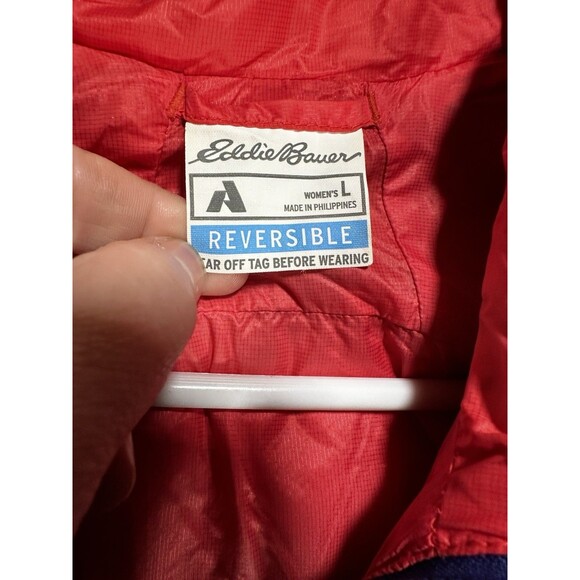 Eddie Bauer
WOMEN'S L
MADE IN PHILIPPINES
REVERSIBLE
EAR OFF TAG BEFORE WEARING